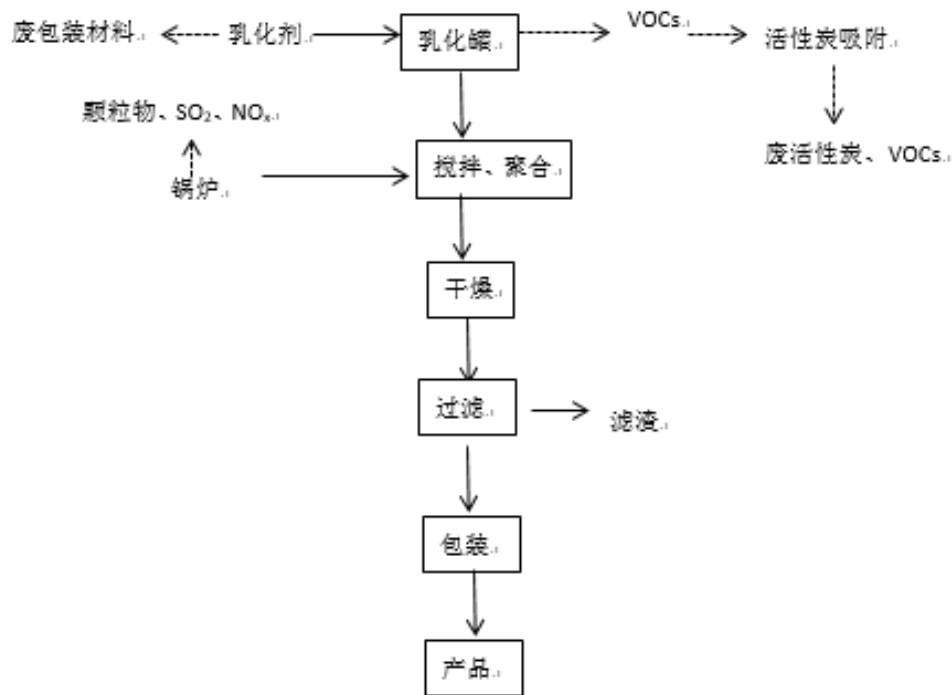 废包装材料
乳化剂
乳化罐
VOCs
活性炭吸附
颗粒物、SO₂、NOₓ
废活性炭、VOCs
锅炉
搅拌、聚合
干燥
过滤
滤渣
包装
产品